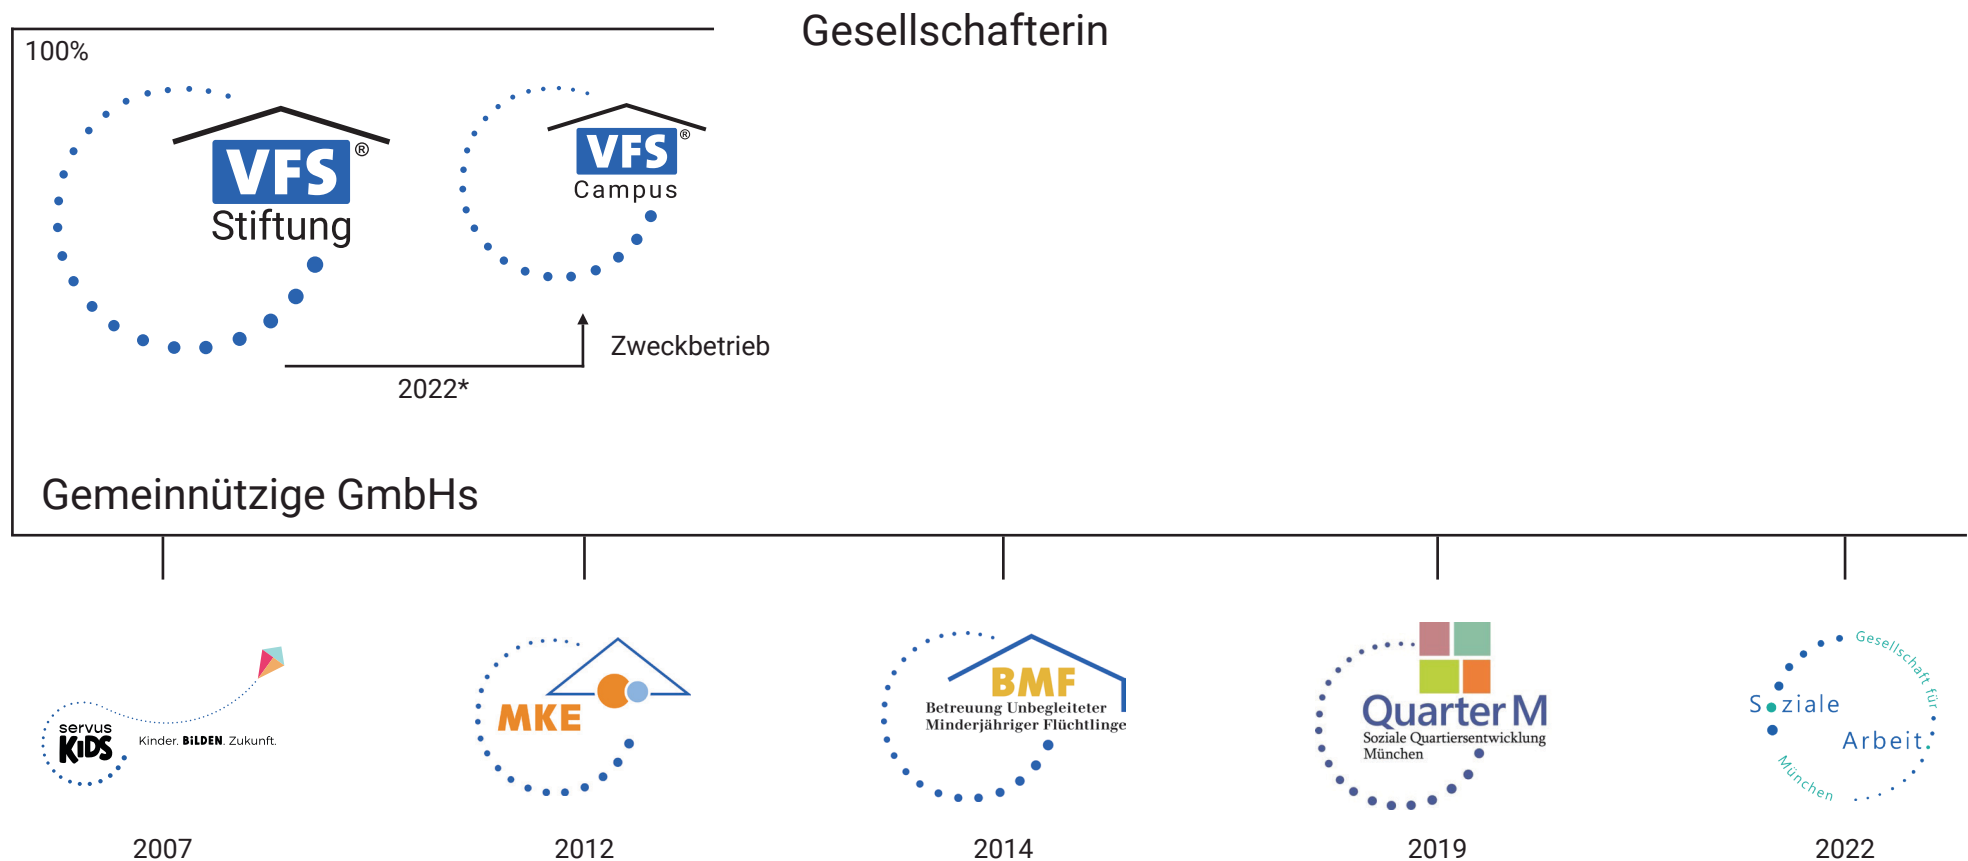 Gesellschafterin
100%
VFS®
Stiftung
VFS®
Campus
Zweckbetrieb
2022*
Gemeinnützige GmbHs
servus
KiDS
Kinder. BiLDEN. Zukunft.
2007
MKE
2012
BMF
Betreuung Unbegleiteter
Minderjähriger Flüchtlinge
2014
Quarter M
Soziale Quartiersentwicklung
München
2019
Gesellschaft für
Soziale
Arbeit.
München
2022